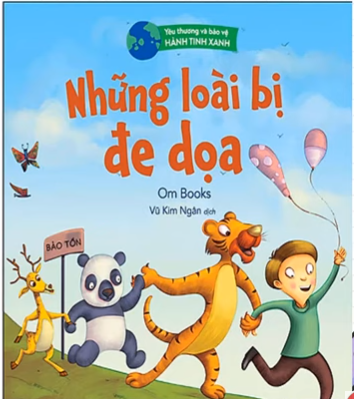 Yêu thương và bảo vệ
HÀNH TINH XANH
Những loài bị
đe dọa
Om Books
Vũ Kim Ngân dịch
BẢO TỒN